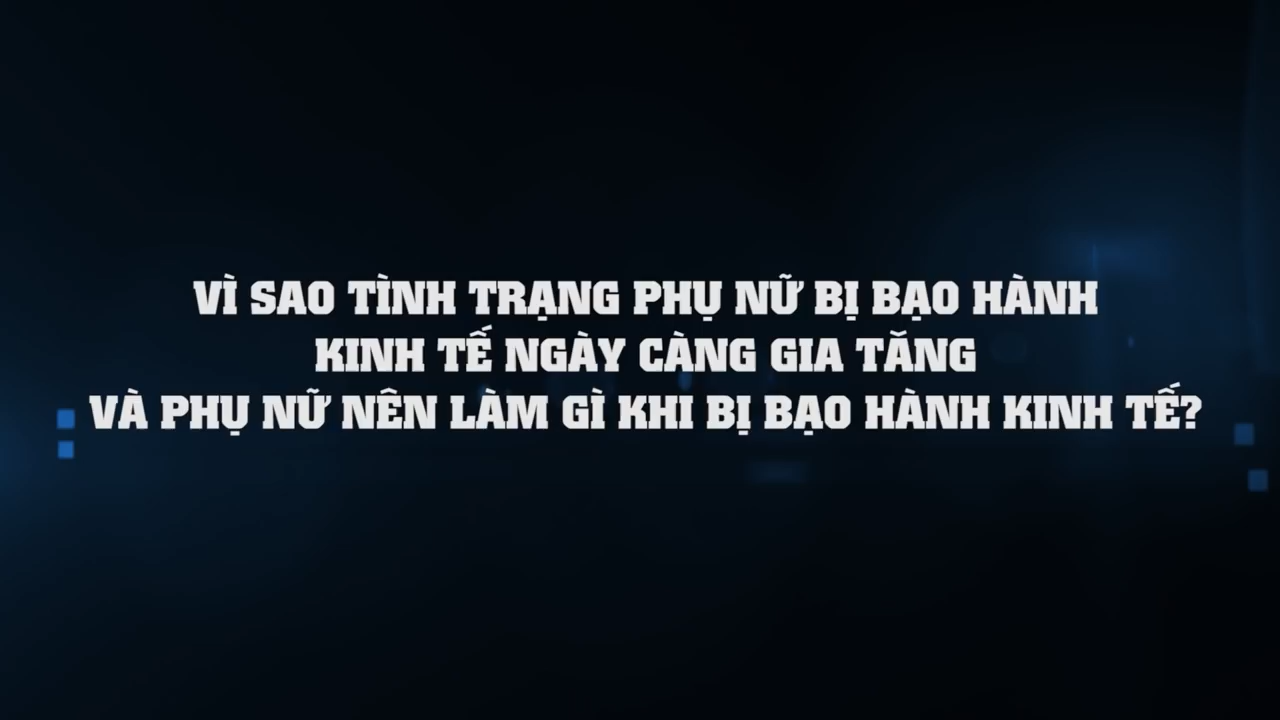 VÌ SAO TÌNH TRẠNG PHỤ NỮ BỊ BẠO HÀNH
KINH TẾ NGÀY CÀNG GIA TĂNG
VÀ PHỤ NỮ NÊN LÀM GÌ KHI BỊ BẠO HÀNH KINH TẾ?